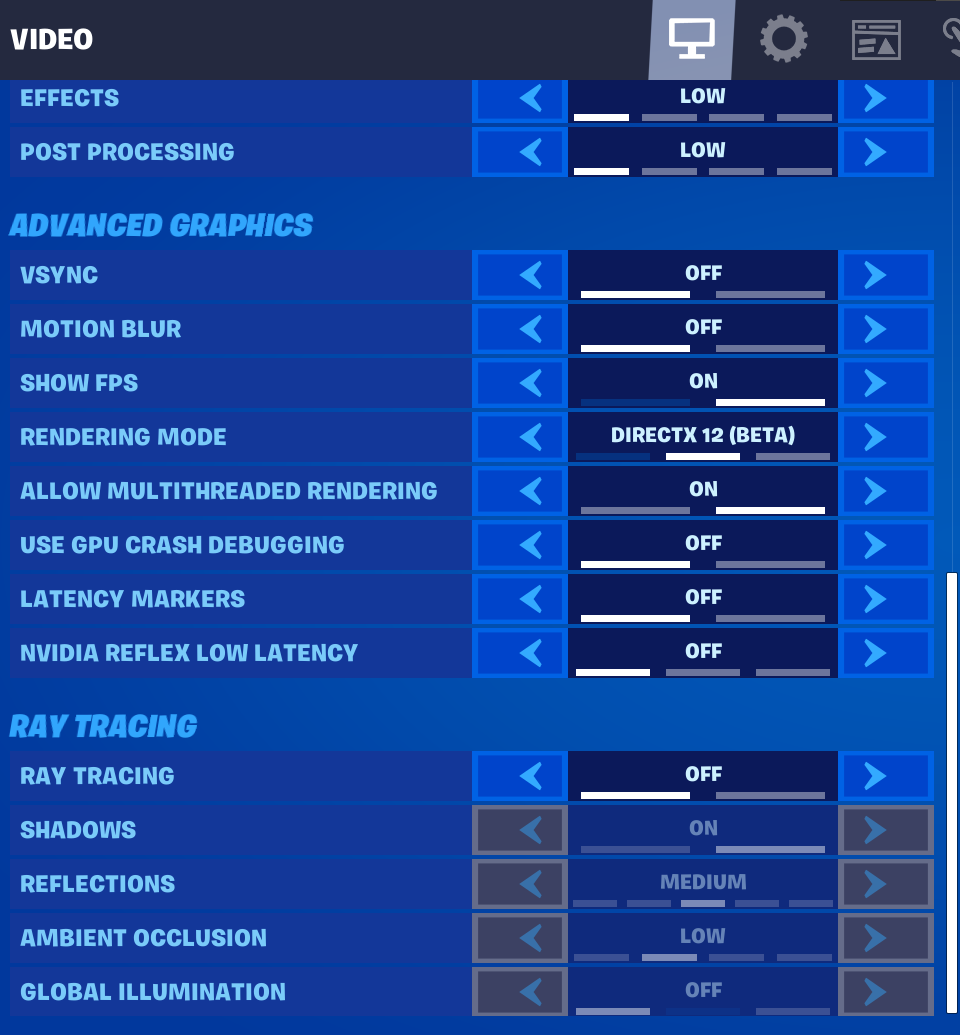 VIDEO
EFFECTS LOW
POST PROCESSING LOW
ADVANCED GRAPHICS
VSYNC OFF
MOTION BLUR OFF
SHOW FPS ON
RENDERING MODE DIRECTX 12 (BETA)
ALLOW MULTITHREADED RENDERING ON
USE GPU CRASH DEBUGGING OFF
LATENCY MARKERS OFF
NVIDIA REFLEX LOW LATENCY OFF
RAY TRACING
RAY TRACING OFF
SHADOWS ON
REFLECTIONS MEDIUM
AMBIENT OCCLUSION LOW
GLOBAL ILLUMINATION OFF